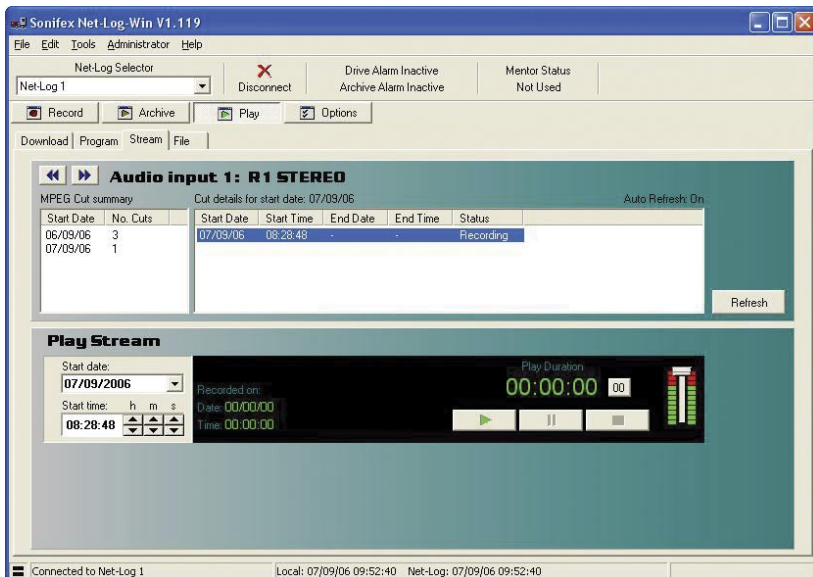 Sonifex Net-Log-Win V1.119
File Edit Tools Administrator Help
Net-Log Selector
Net-Log 1
Disconnect
Drive Alarm Inactive
Archive Alarm Inactive
Mentor Status
Not Used
Record Archive Play Options
Download Program Stream File
Audio input 1: R1 STEREO
MPEG Cut summary
Cut details for start date: 07/09/06
Auto Refresh: On
Start Date No. Cuts
06/09/06 3
07/09/06 1
Start Date Start Time End Date End Time Status
07/09/06 08:28:48 - - Recording
Refresh
Play Stream
Start date:
07/09/2006
Start time: h m s
08:28:48
Recorded on:
Date: 00/00/00
Time: 00:00:00
Play Duration
00:00:00 00
Connected to Net-Log 1
Local: 07/09/06 09:52:40 Net-Log: 07/09/06 09:52:40